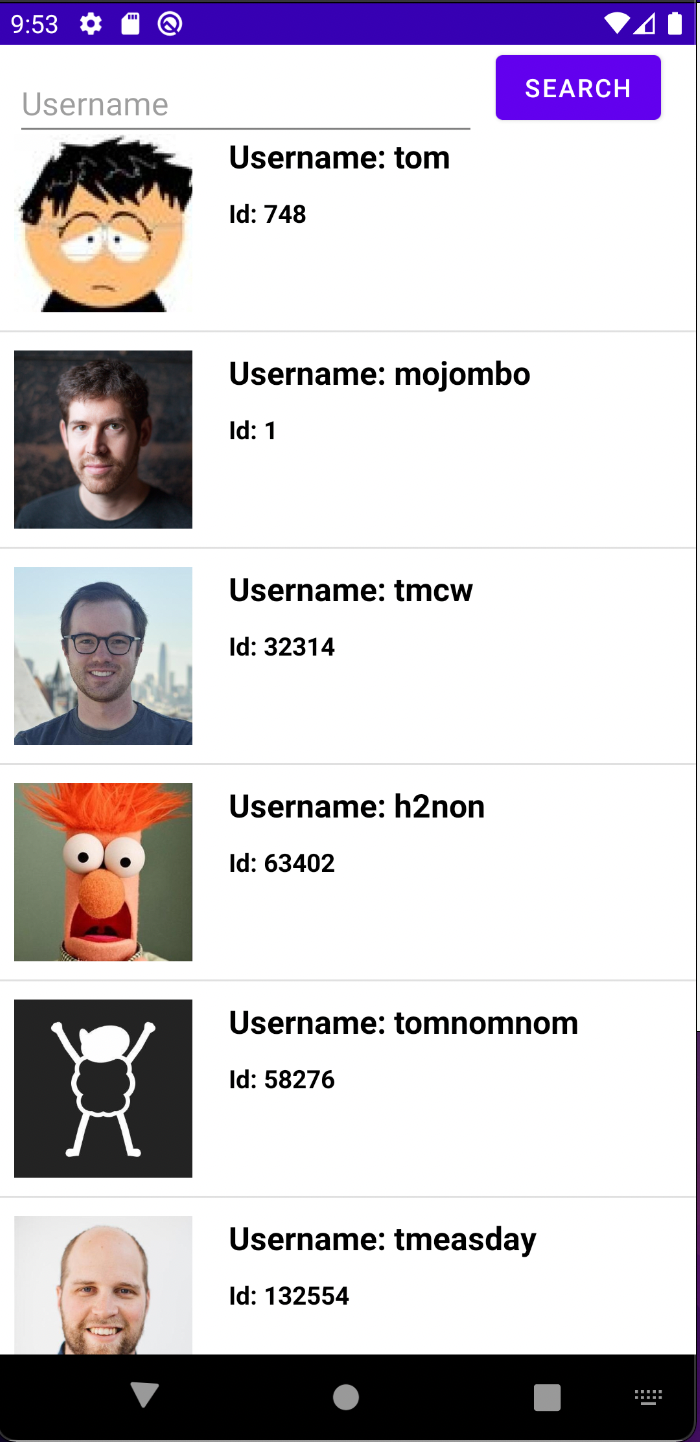 9:53
Username
SEARCH
Username: tom
Id: 748
Username: mojombo
Id: 1
Username: tmcw
Id: 32314
Username: h2non
Id: 63402
Username: tomnomnom
Id: 58276
Username: tmeasday
Id: 132554